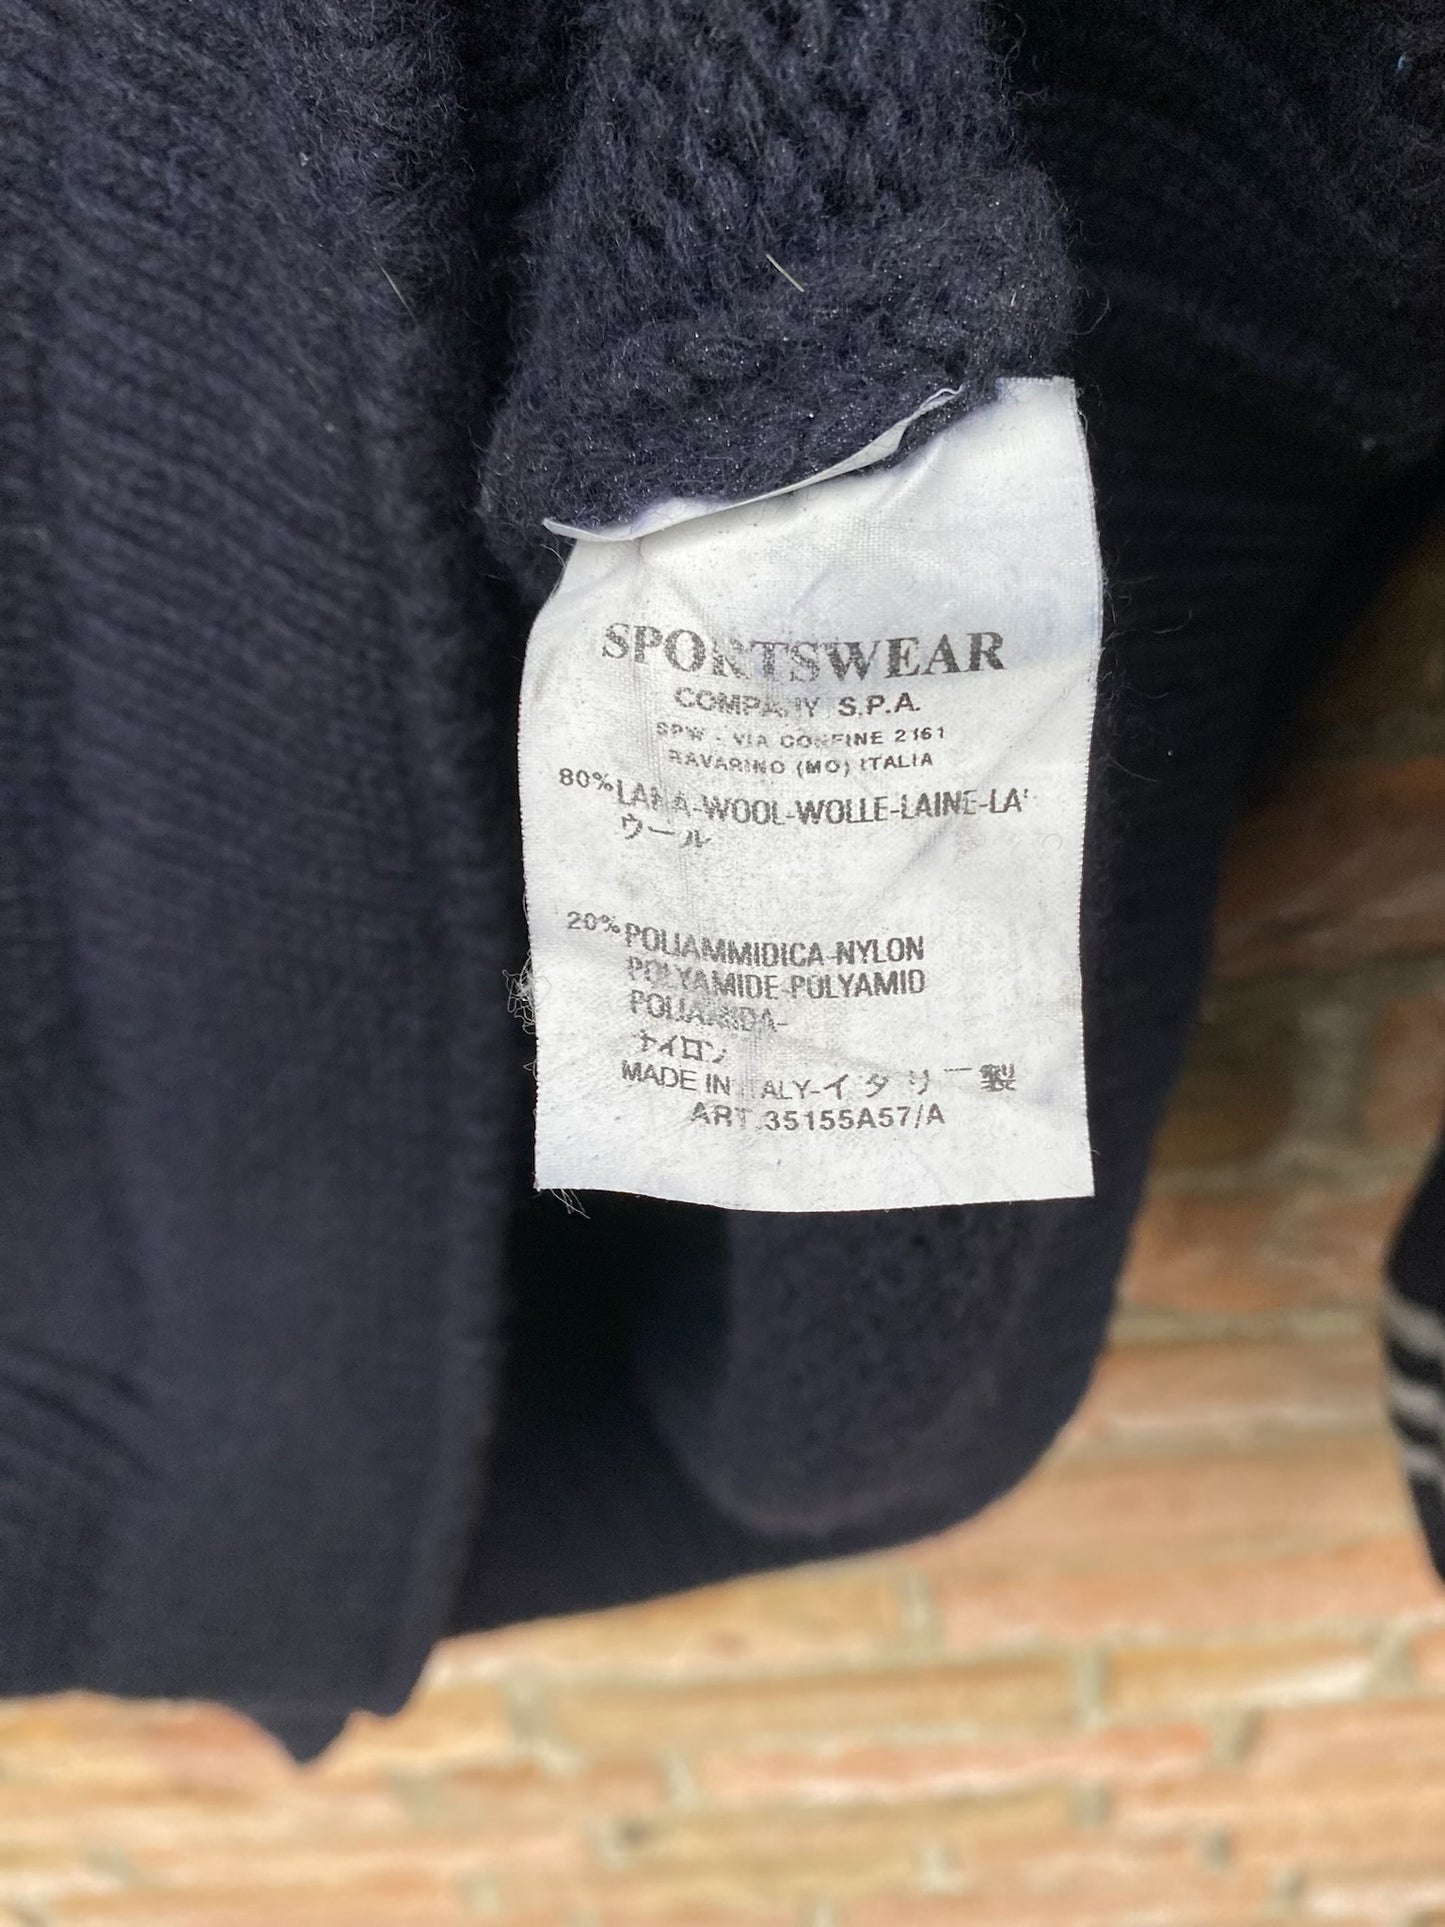 SPORTSWEAR
COMPANY S.P.A.
SPW - VIA CONFINE 2161
RAVARINO (MO) ITALIA
80% LANA-WOOL-WOLLE-LAINE-LA
ウール
20% POLIAMMIDICA-NYLON
POLYAMIDE-POLYAMID
POLIAMIDA-
ナイロン
MADE IN ITALY-イタリー製
ART.35155A57/A